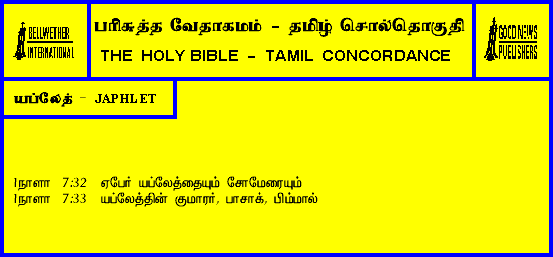 BELLWETHER
INTERNATIONAL
பரிசுத்த வேதாகமம் - தமிழ் சொல்தொகுதி
THE HOLY BIBLE - TAMIL CONCORDANCE
GOOD NEWS
PUBLISHERS
யப்லேத் - JAPHLET
1நாளா 7:32 ஏபேர் யப்லேத்தையும் சோமேரையும்
1நாளா 7:33 யப்லேத்தின் குமாரர், பாசாக், பிம்மால்